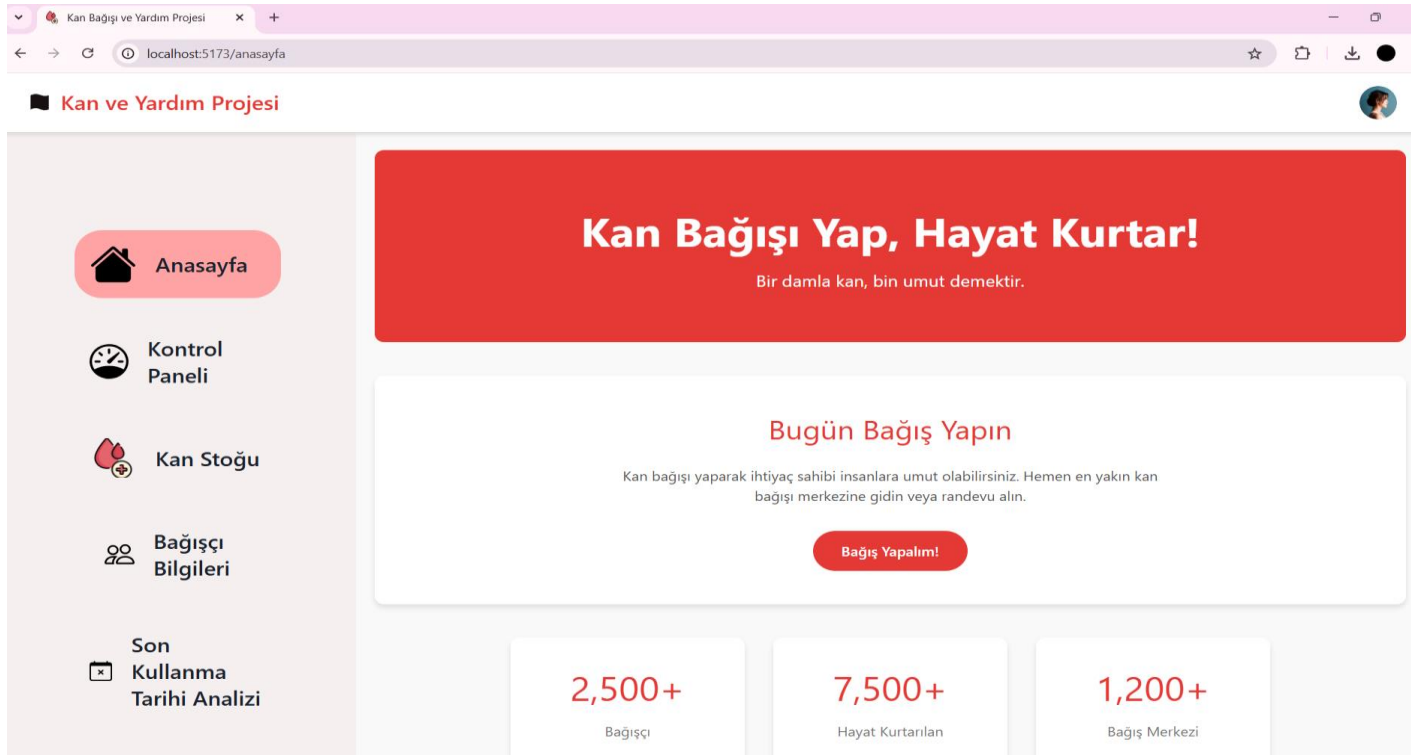 Kan Bağışı ve Yardım Projesi
localhost:5173/anasayfa
Kan ve Yardım Projesi
Anasayfa
Kontrol
Paneli
Kan Stoğu
Bağışçı
Bilgileri
Son
Kullanma
Tarihi Analizi
Kan Bağışı Yap, Hayat Kurtar!
Bir damla kan, bin umut demektir.
Bugün Bağış Yapın
Kan bağışı yaparak ihtiyaç sahibi insanlara umut olabilirsiniz. Hemen en yakın kan
bağışı merkezine gidin veya randevu alın.
Bağış Yapalım!
2,500+
Bağışçı
7,500+
Hayat Kurtarılan
1,200+
Bağış Merkezi